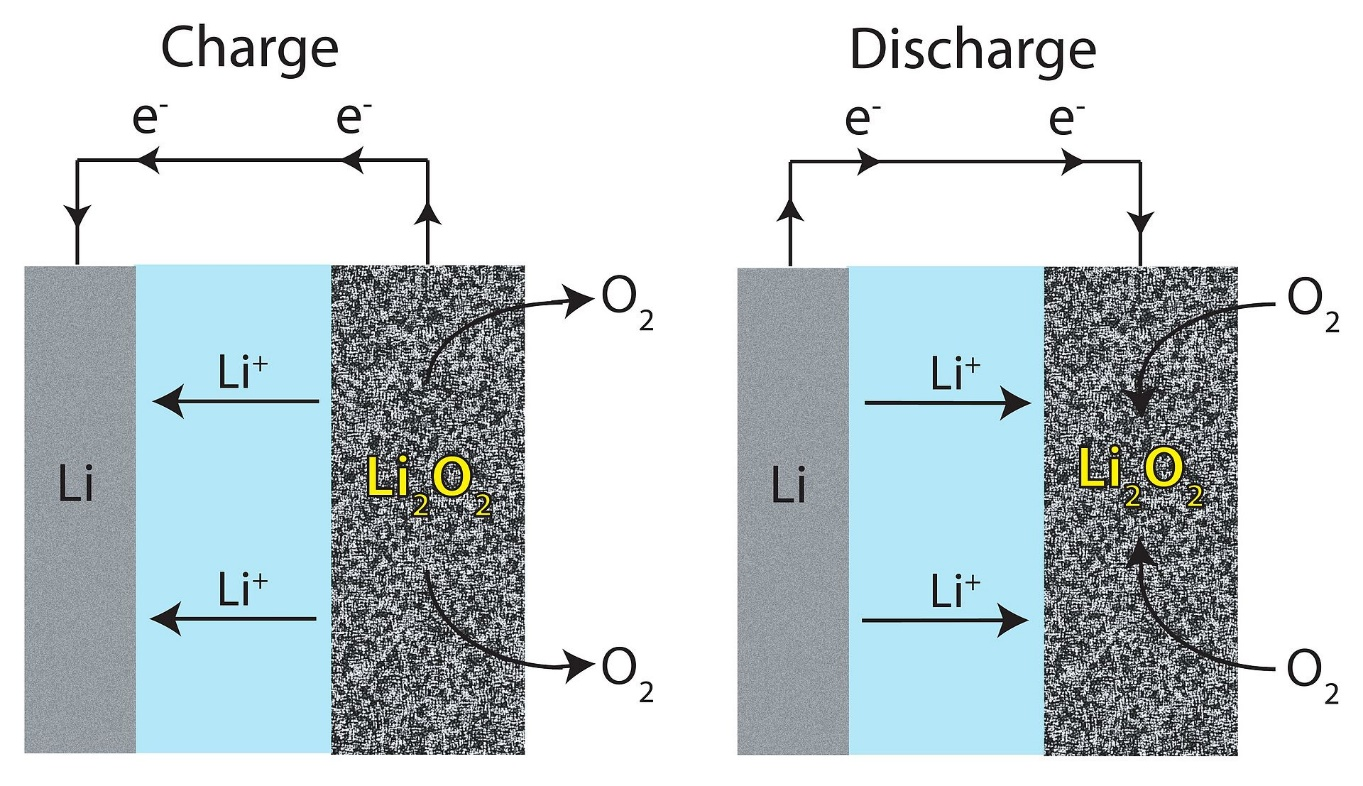 Charge
e⁻ e⁻
O₂
Li⁺
Li
Li₂O₂
Li⁺
O₂
Discharge
e⁻ e⁻
O₂
Li⁺
Li
Li₂O₂
Li⁺
O₂